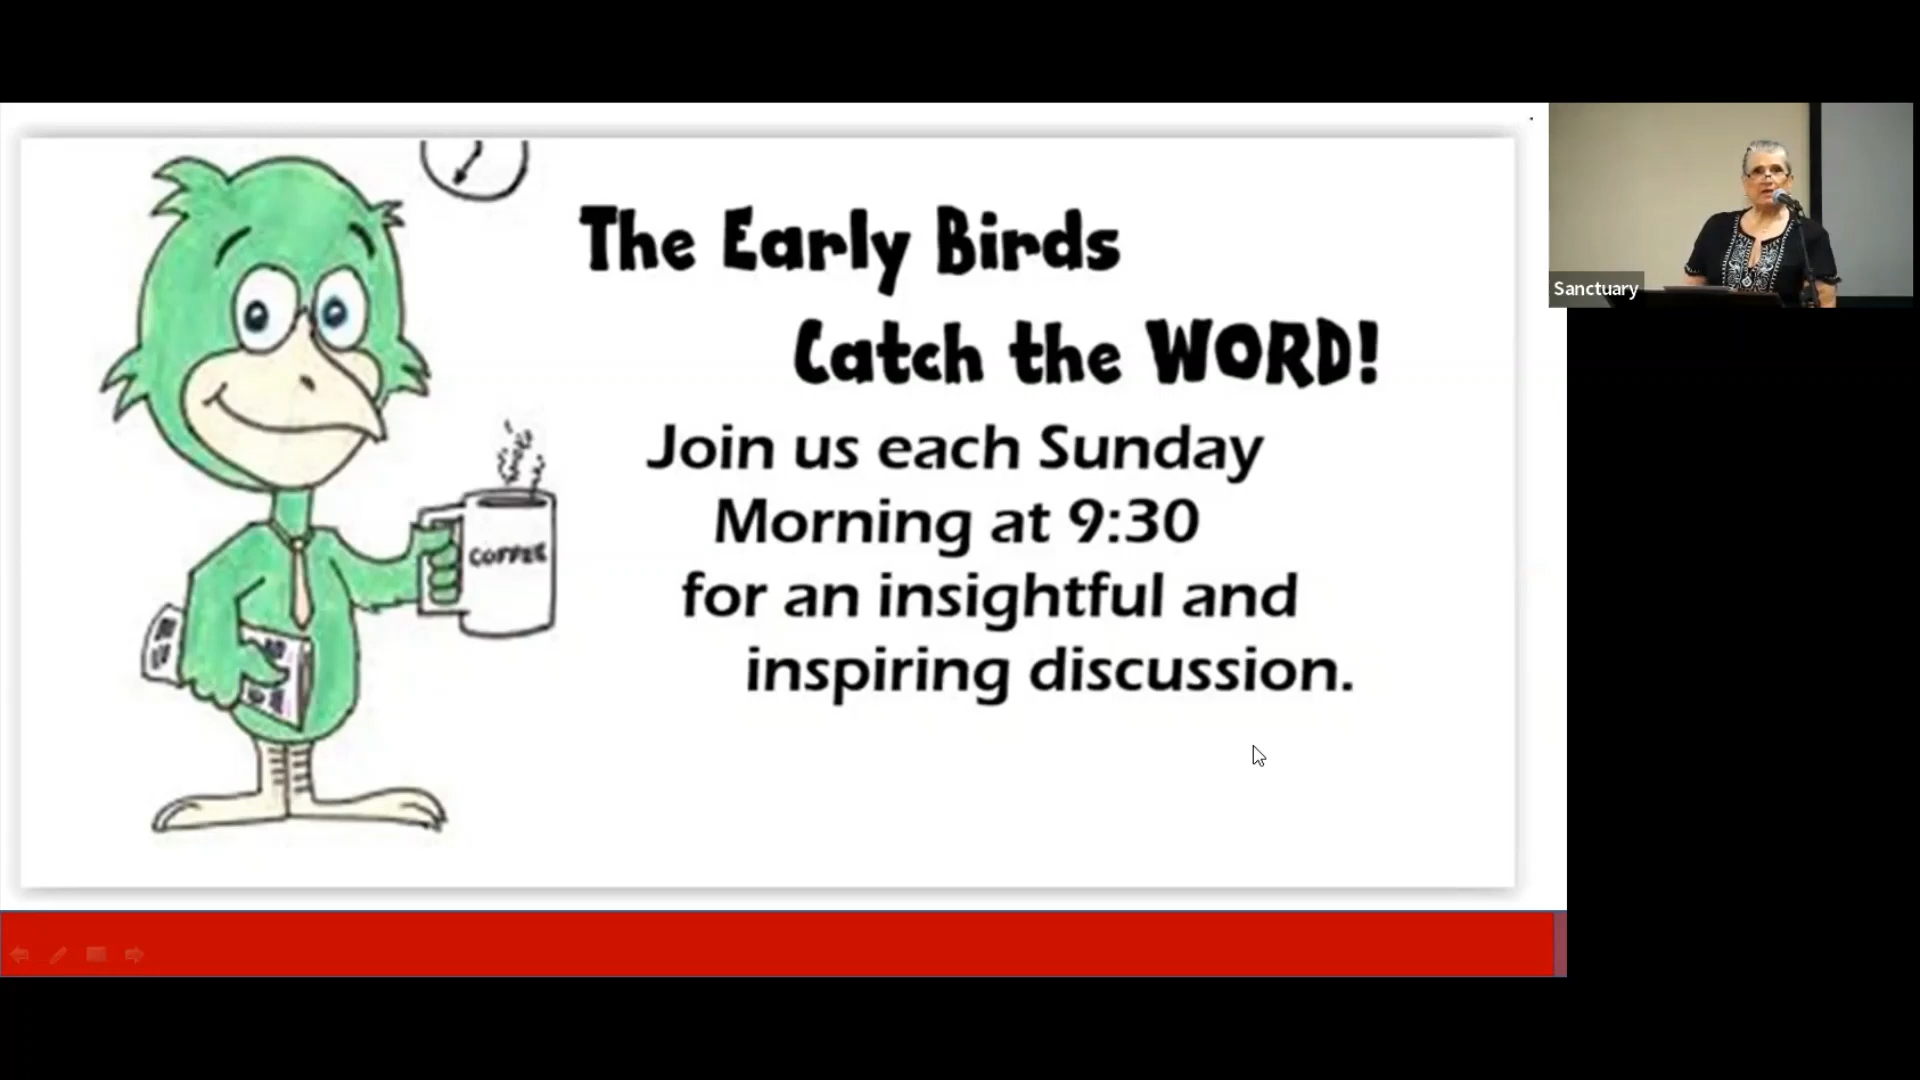 The Early Birds
Catch the WORD!
Join us each Sunday
Morning at 9:30
for an insightful and
inspiring discussion.
COFFEE
Sanctuary